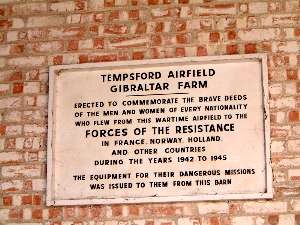 TEMPSFORD AIRFIELD
GIBRALTAR FARM
ERECTED TO COMMEMORATE THE BRAVE DEEDS
OF THE MEN AND WOMEN OF EVERY NATIONALITY
WHO FLEW FROM THIS WARTIME AIRFIELD TO THE
FORCES OF THE RESISTANCE
IN FRANCE, NORWAY, HOLLAND,
AND OTHER COUNTRIES
DURING THE YEARS 1942 TO 1945
THE EQUIPMENT FOR THEIR DANGEROUS MISSIONS
WAS ISSUED TO THEM FROM THIS BARN